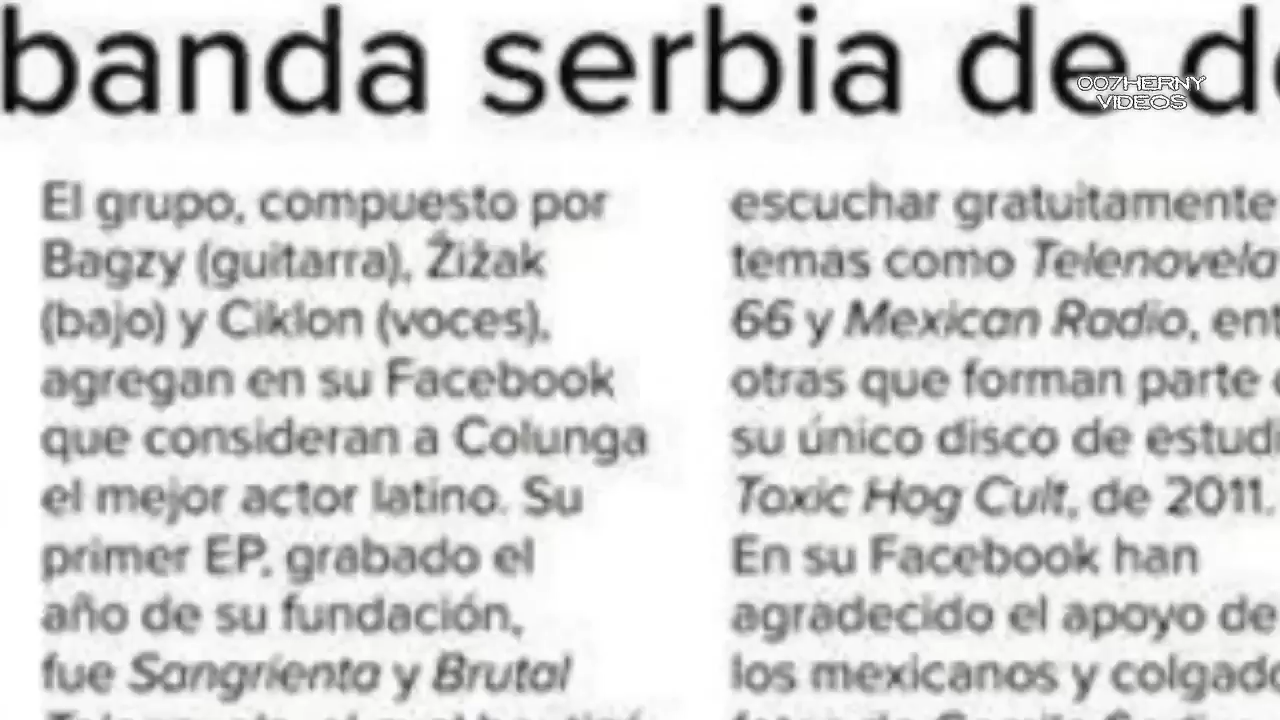 banda serbia de d
007HERNY
VIDEOS
El grupo, compuesto por
Bagzy (guitarra), Žižak
(bajo) y Ciklon (voces),
agregan en su Facebook
que consideran a Colunga
el mejor actor latino. Su
primer EP, grabado el
año de su fundación,
fue Sangrienta y Brutal
escuchar gratuitamente
temas como Telenovela
66 y Mexican Radio, ent
otras que forman parte
su único disco de estudi
Toxic Hog Cult, de 2011.
En su Facebook han
agradecido el apoyo de
los mexicanos y colgado